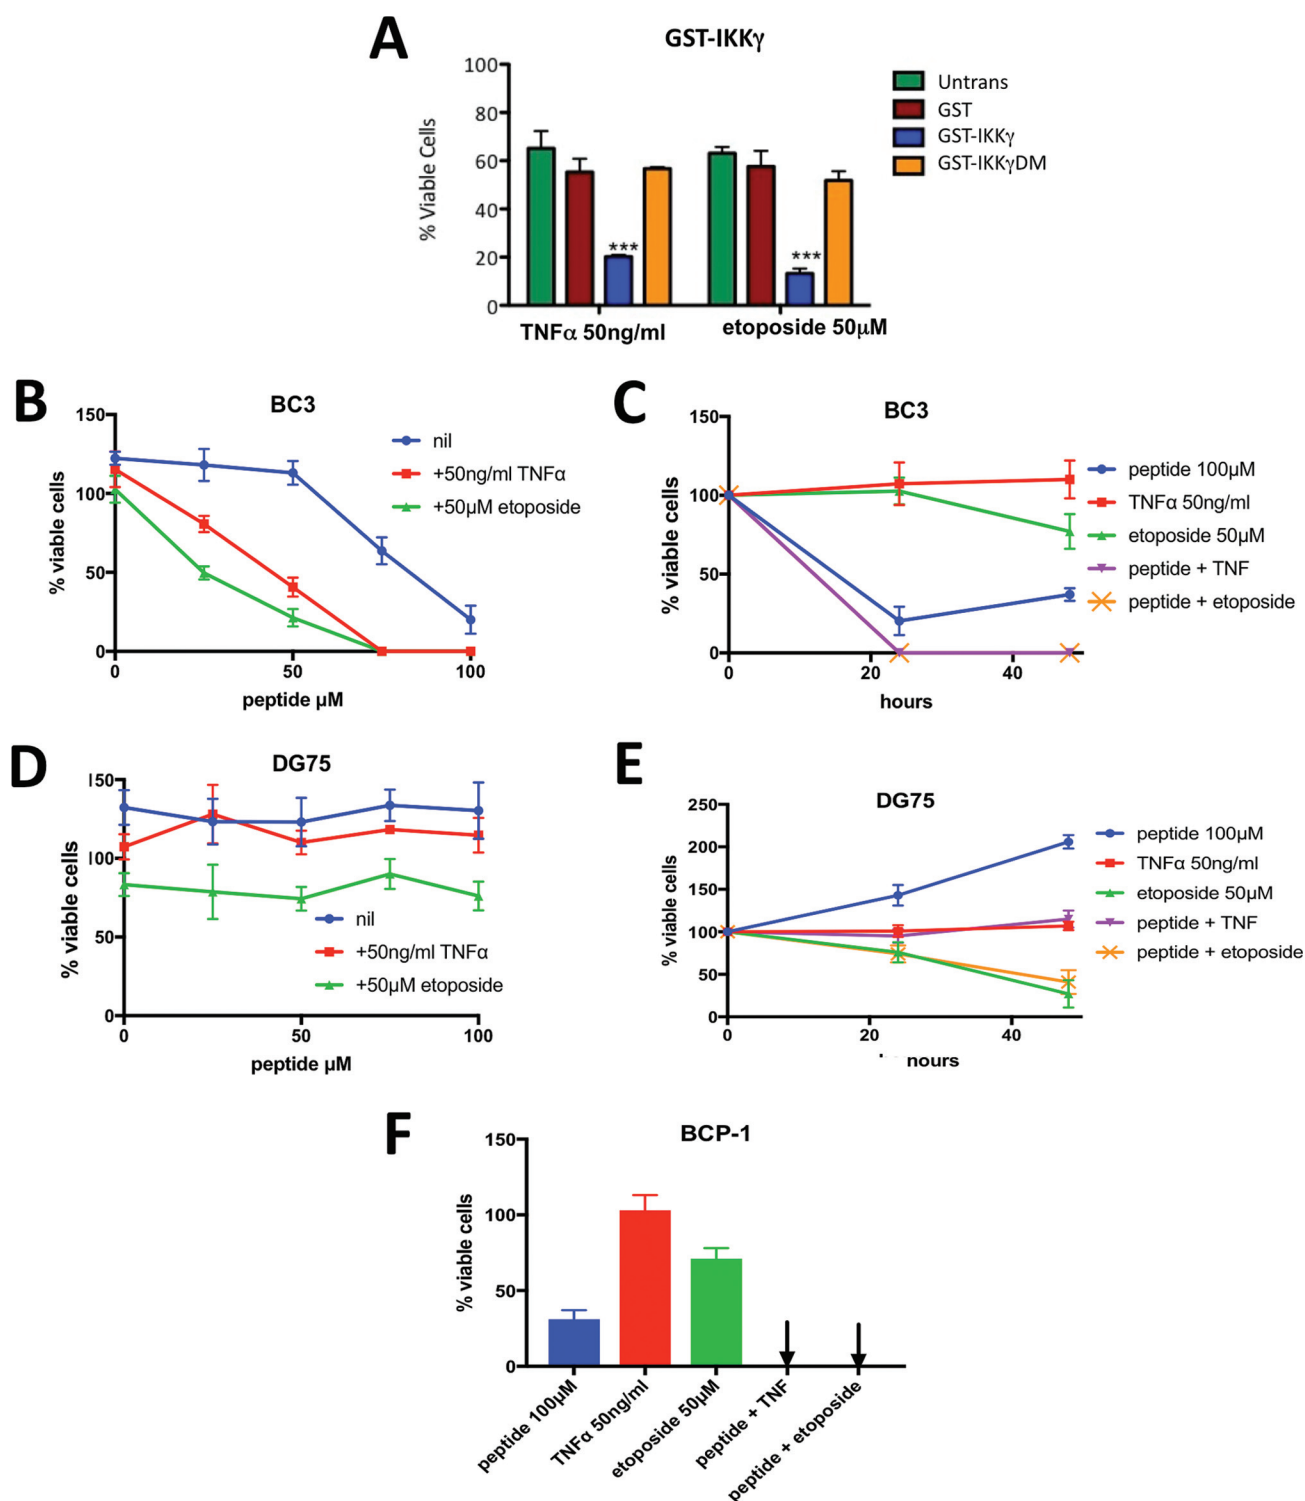 A
GST-IKKγ
100
80
60
40
20
0
% Viable Cells
***
***
TNFα 50ng/ml
etoposide 50μM
Untrans
GST
GST-IKKγ
GST-IKKγDM
B
BC3
150
100
50
0
% viable cells
0
50
100
peptide μM
nil
+50ng/ml TNFα
+50μM etoposide
C
BC3
150
100
50
0
% viable cells
0
20
40
hours
peptide 100μM
TNFα 50ng/ml
etoposide 50μM
peptide + TNF
peptide + etoposide
D
DG75
150
100
50
0
% viable cells
0
50
100
peptide μM
nil
+50ng/ml TNFα
+50μM etoposide
E
DG75
250
200
150
100
50
0
% viable cells
0
20
40
hours
peptide 100μM
TNFα 50ng/ml
etoposide 50μM
peptide + TNF
peptide + etoposide
F
BCP-1
150
100
50
0
% viable cells
peptide 100μM
TNFα 50ng/ml
etoposide 50μM
peptide + TNF
peptide + etoposide